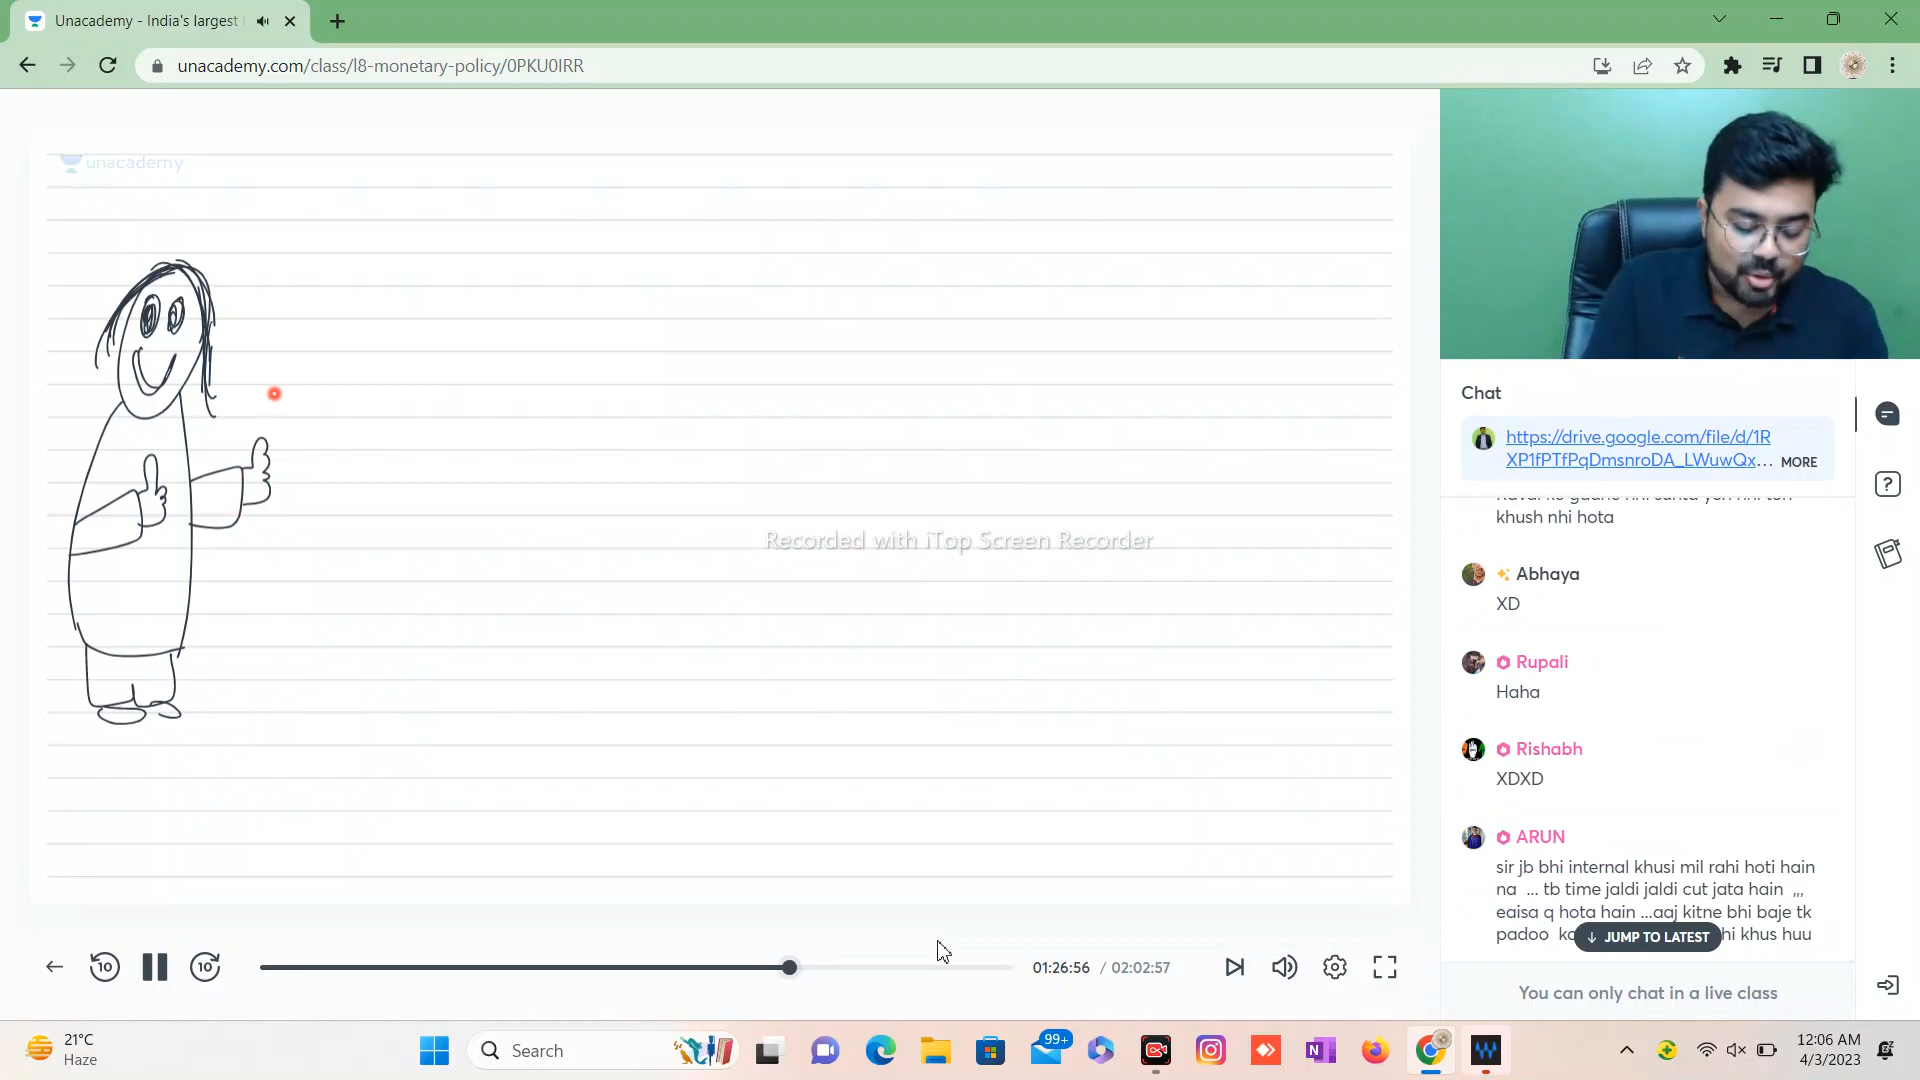 Unacademy - India's largest
unacademy.com/class/l8-monetary-policy/0PKU0IRR
unacademy
Recorded with iTop Screen Recorder
Chat
https://drive.google.com/file/d/1R
XP1fPTfPqDmsnroDA_LWuwQx... MORE
khush nhi hota
Abhaya
XD
Rupali
Haha
Rishabh
XDXD
ARUN
sir jb bhi internal khusi mil rahi hoti hain
na ... tb time jaldi jaldi cut jata hain ,,,
eaisa q hota hain ...aaj kitne bhi baje tk
padoo hi khus huu
JUMP TO LATEST
You can only chat in a live class
10
10
01:26:56 / 02:02:57
21°C
Haze
Search
99+
12:06 AM
4/3/2023